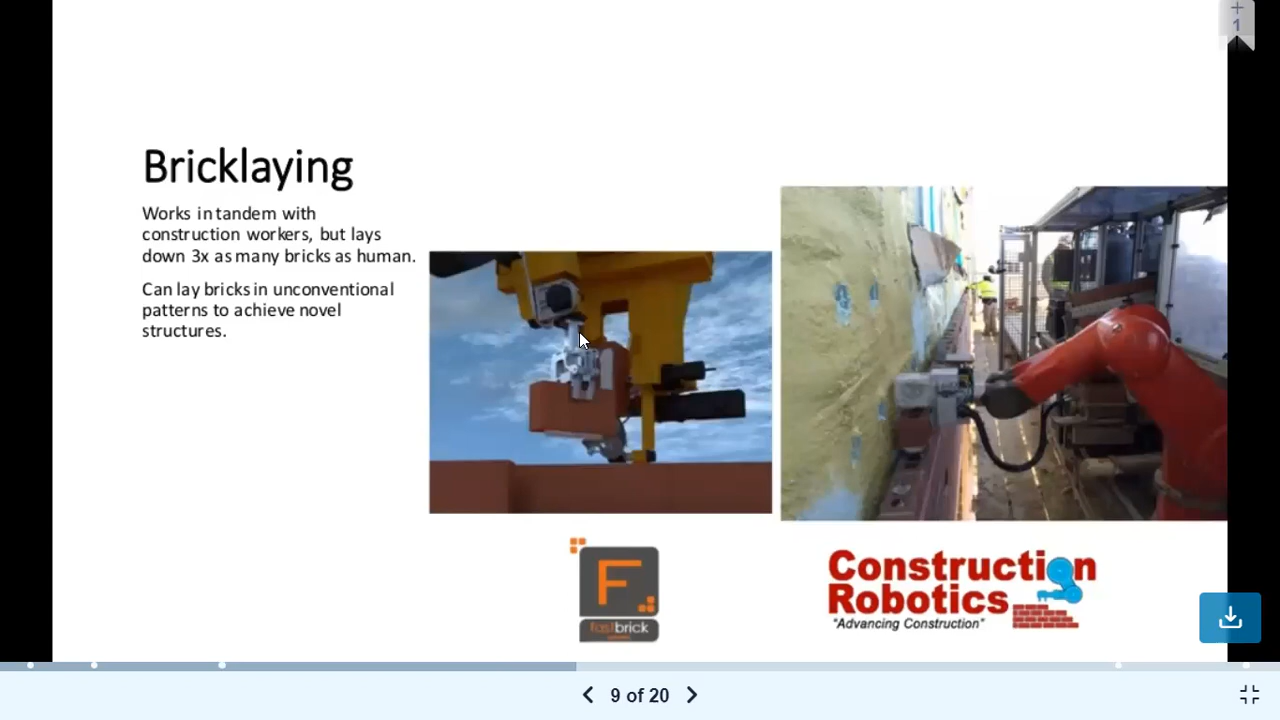 1
Bricklaying
Works in tandem with
construction workers, but lays
down 3x as many bricks as human.
Can lay bricks in unconventional
patterns to achieve novel
structures.
F
fastbrick
Construction
Robotics
"Advancing Construction"
9 of 20